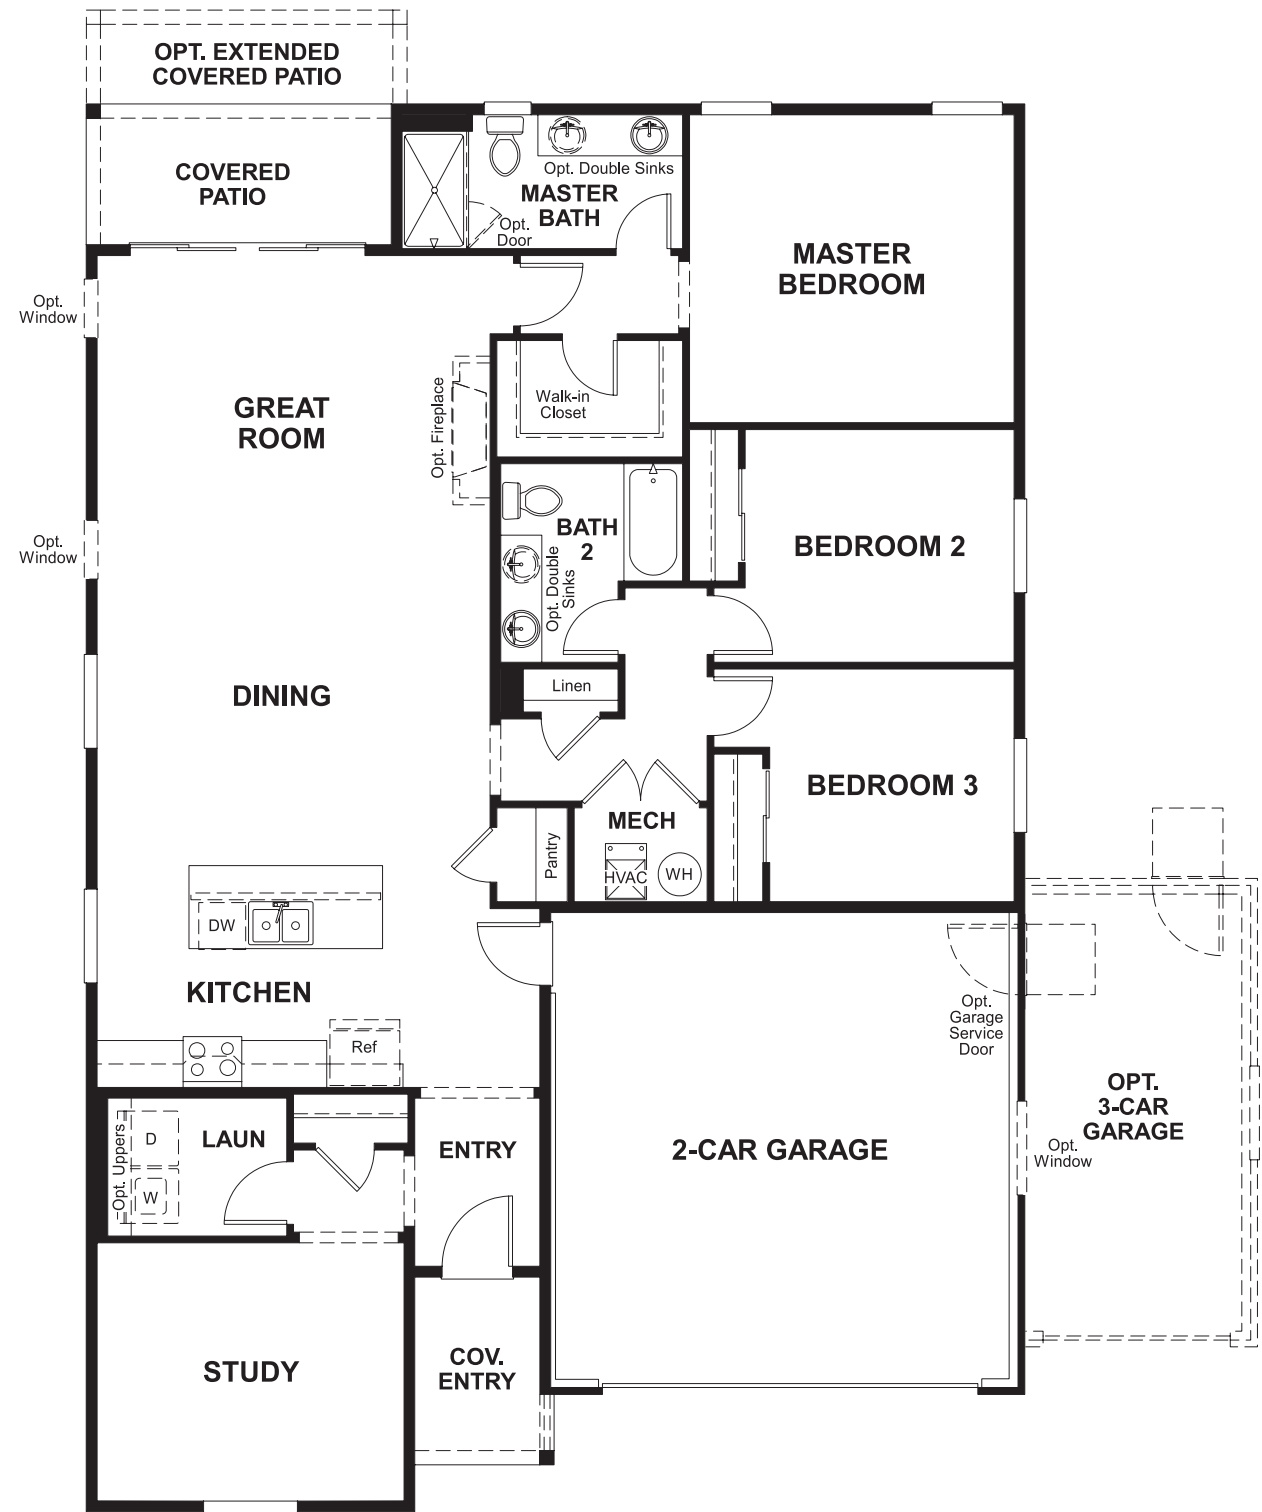 OPT. EXTENDED
COVERED PATIO
COVERED
PATIO
Opt. Double Sinks
MASTER
BATH
Opt.
Door
MASTER
BEDROOM
Opt.
Window
GREAT
ROOM
Opt. Fireplace
Walk-in
Closet
BATH
2
Opt. Double
Sinks
BEDROOM 2
Opt.
Window
Linen
DINING
BEDROOM 3
MECH
HVAC
WH
Pantry
DW
KITCHEN
Ref
Opt.
Garage
Service
Door
OPT.
3-CAR
GARAGE
Opt.
Window
2-CAR GARAGE
Opt. Uppers
D
W
LAUN
ENTRY
STUDY
COV.
ENTRY